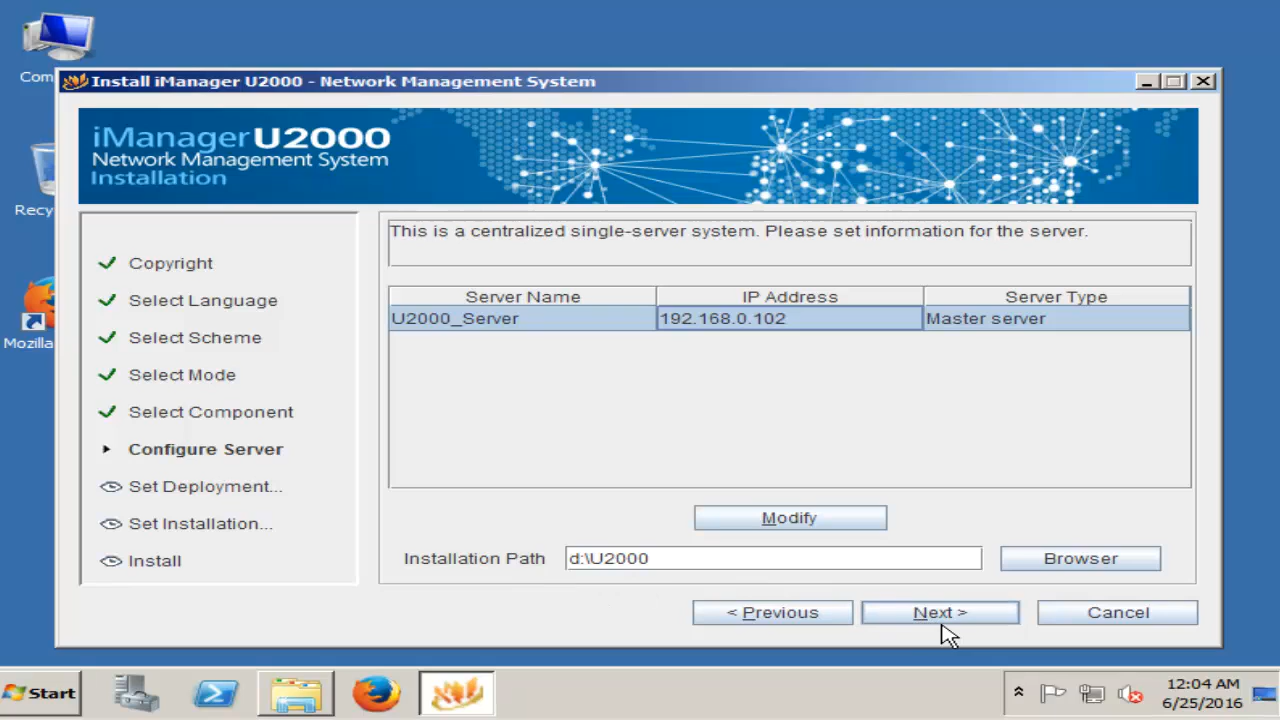 Com
Install iManager U2000 - Network Management System
iManager U2000
Network Management System
Installation
Recy
Mozilla
Copyright
Select Language
Select Scheme
Select Mode
Select Component
Configure Server
Set Deployment...
Set Installation...
Install
This is a centralized single-server system. Please set information for the server.
Server Name IP Address Server Type
U2000_Server 192.168.0.102 Master server
Modify
Installation Path d:\U2000 Browser
< Previous Next > Cancel
Start
12:04 AM
6/25/2016